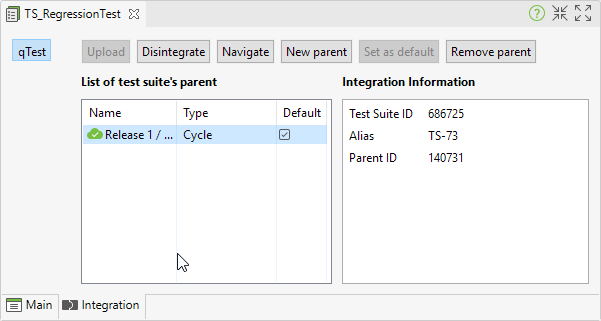 TS_RegressionTest
qTest
Upload Disintegrate Navigate New parent Set as default Remove parent
List of test suite's parent Integration Information
Name Type Default
Release 1 / ... Cycle
Test Suite ID 686725
Alias TS-73
Parent ID 140731
Main Integration